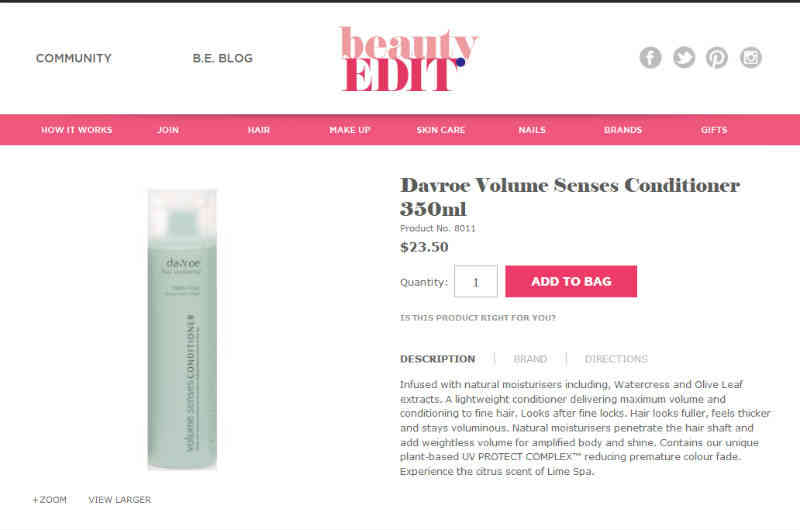 COMMUNITY
B.E. BLOG
beauty
EDIT
HOW IT WORKS JOIN HAIR MAKE UP SKIN CARE NAILS BRANDS GIFTS
Davroe Volume Senses Conditioner
350ml
Product No. 8011
$23.50
Quantity: 1 ADD TO BAG
IS THIS PRODUCT RIGHT FOR YOU?
DESCRIPTION | BRAND | DIRECTIONS
Infused with natural moisturisers including, Watercress and Olive Leaf
extracts. A lightweight conditioner delivering maximum volume and
conditioning to fine hair. Looks after fine locks. Hair looks fuller, feels thicker
and stays voluminous. Natural moisturisers penetrate the hair shaft and
add weightless volume for amplified body and shine. Contains our unique
plant-based UV PROTECT COMPLEX™ reducing premature colour fade.
Experience the citrus scent of Lime Spa.
davroe
volume senses CONDITIONER
+ZOOM VIEW LARGER